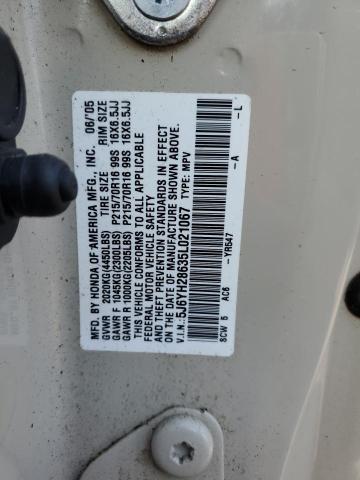 MFD. BY HONDA OF AMERICA MFG., INC. 06/'05
GVWR 2020KG(4450LBS) TIRE SIZE RIM SIZE
GAWR F 1045KG(2300LBS) P215/70R16 99S 16X6.5JJ
GAWR R 1000KG(2205LBS) P215/70R16 99S 16X6.5JJ
THIS VEHICLE CONFORMS TO ALL APPLICABLE
FEDERAL MOTOR VEHICLE SAFETY
AND THEFT PREVENTION STANDARDS IN EFFECT
ON THE DATE OF MANUFACTURE SHOWN ABOVE.
V.I.N.: 5J6YH28635L021067 TYPE: MPV
-YR547 -A -L
SCW 5 AC6